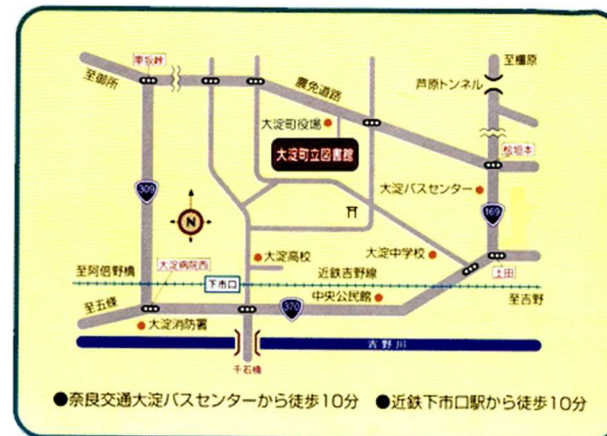 車坂峠
至橿原
至御所
芦原トンネル
農免道路
大淀町役場
大淀町立図書館
桧垣本
大淀バスセンター
309
169
N
大淀高校
大淀中学校
至阿倍野橋
大淀病院西
近鉄吉野線
土田
下市口
至五條
中央公民館
至吉野
370
大淀消防署
吉野川
千石橋
●奈良交通大淀バスセンターから徒歩10分 ●近鉄下市口駅から徒歩10分